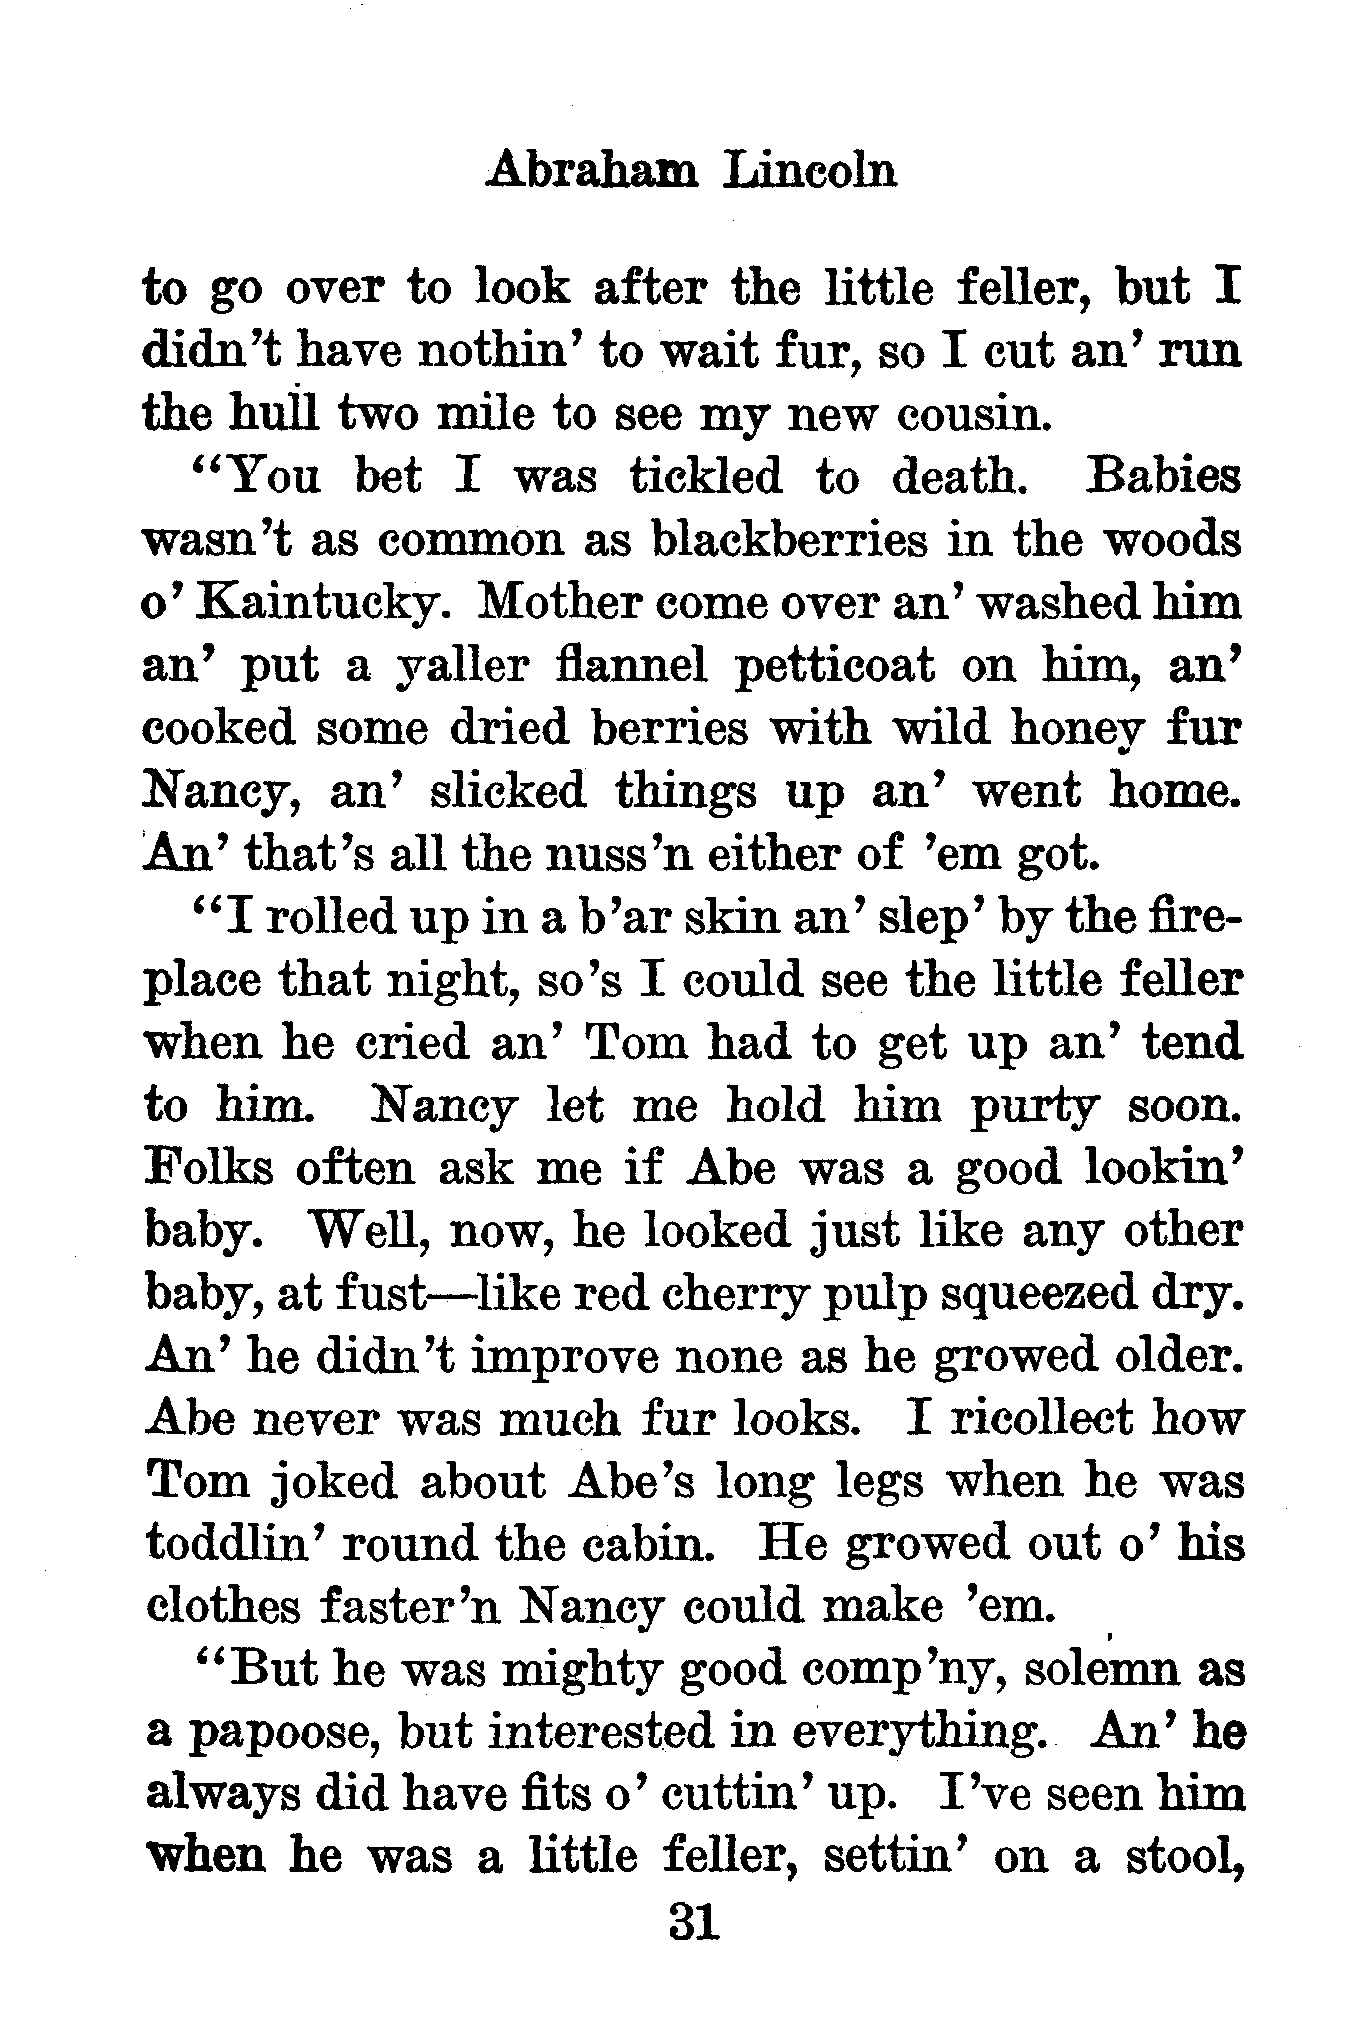 Abraham Lincoln
to go over to look after the little feller, but I
didn't have nothin' to wait fur, so I cut an' run
the hull two mile to see my new cousin.
"You bet I was tickled to death. Babies
wasn't as common as blackberries in the woods
o' Kaintucky. Mother come over an' washed him
an' put a yaller flannel petticoat on him, an'
cooked some dried berries with wild honey fur
Nancy, an' slicked things up an' went home.
An' that's all the nuss'n either of 'em got.
"I rolled up in a b'ar skin an' slep' by the fire-
place that night, so's I could see the little feller
when he cried an' Tom had to get up an' tend
to him. Nancy let me hold him purty soon.
Folks often ask me if Abe was a good lookin'
baby. Well, now, he looked just like any other
baby, at fust—like red cherry pulp squeezed dry.
An' he didn't improve none as he growed older.
Abe never was much fur looks. I ricollect how
Tom joked about Abe's long legs when he was
toddlin' round the cabin. He growed out o' his
clothes faster'n Nancy could make 'em.
"But he was mighty good comp'ny, solemn as
a papoose, but interested in everything. An' he
always did have fits o' cuttin' up. I've seen him
when he was a little feller, settin' on a stool,
31